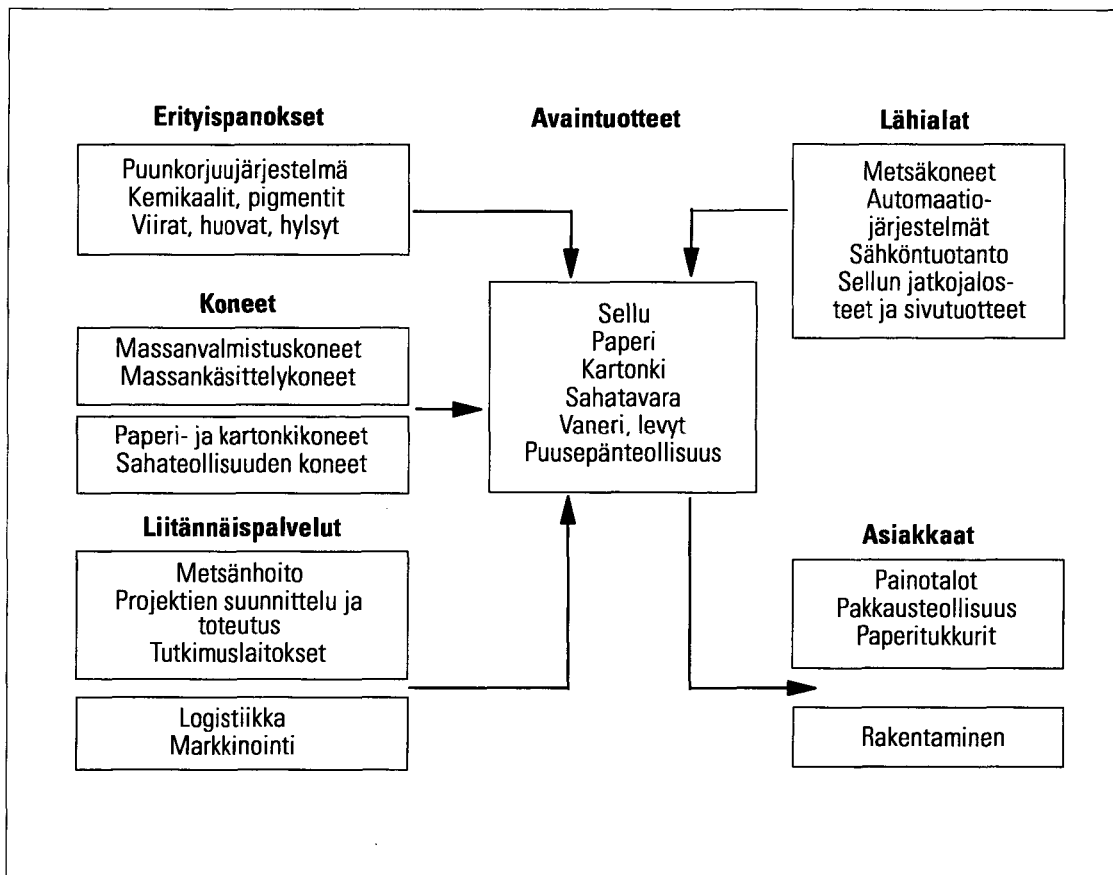 Erityispanokset
Puunkorjuujärjestelmä
Kemikaalit, pigmentit
Viirat, huovat, hylsyt
Koneet
Massanvalmistuskoneet
Massankäsittelykoneet
Paperi- ja kartonkikoneet
Sahateollisuuden koneet
Liitännäispalvelut
Metsänhoito
Projektien suunnittelu ja
toteutus
Tutkimuslaitokset
Logistiikka
Markkinointi
Avaintuotteet
Sellu
Paperi
Kartonki
Sahatavara
Vaneri, levyt
Puusepänteollisuus
Lähialat
Metsäkoneet
Automaatio-
järjestelmät
Sähköntuotanto
Sellun jatkojalos-
teet ja sivutuotteet
Asiakkaat
Painotalot
Pakkausteollisuus
Paperitukkurit
Rakentaminen